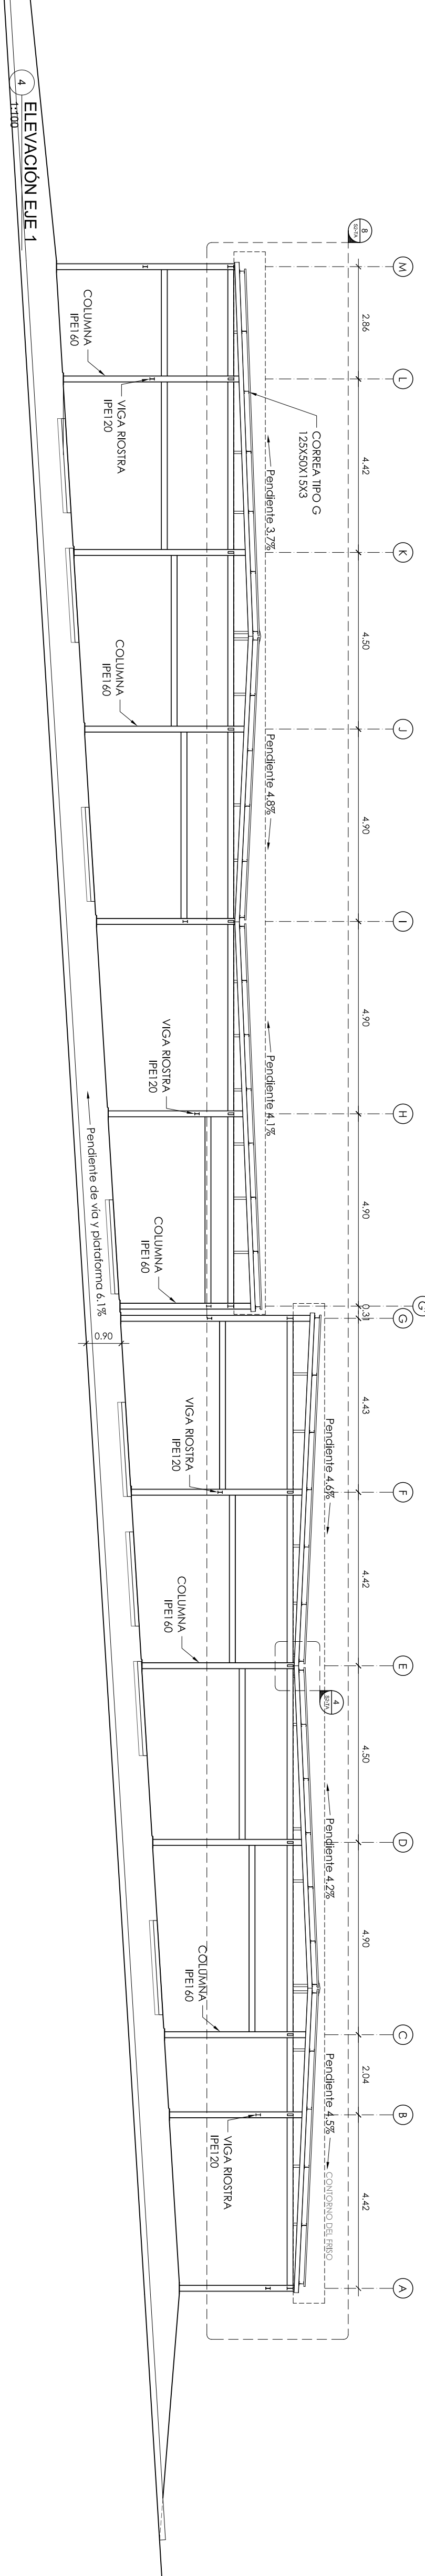 M
L
K
J
I
H
G'
G
F
E
D
C
B
A
2,86
4,42
4,50
4,90
4,90
4,90
0,31
4,43
4,42
4,50
4,90
2,04
4,42
8
4
CORREA TIPO G
125X50X15X3
Pendiente 3.7%
Pendiente 4.8%
Pendiente 4.1%
Pendiente 4.6%
Pendiente 4.2%
Pendiente 4.5%
CONTORNO DEL FRISO
COLUMNA
IPE160
VIGA RIOSTRA
IPE120
COLUMNA
IPE160
VIGA RIOSTRA
IPE120
COLUMNA
IPE160
VIGA RIOSTRA
IPE120
COLUMNA
IPE160
COLUMNA
IPE160
VIGA RIOSTRA
IPE120
Pendiente de vía y plataforma 6.1%
0.90
4
ELEVACIÓN EJE 1
1:100